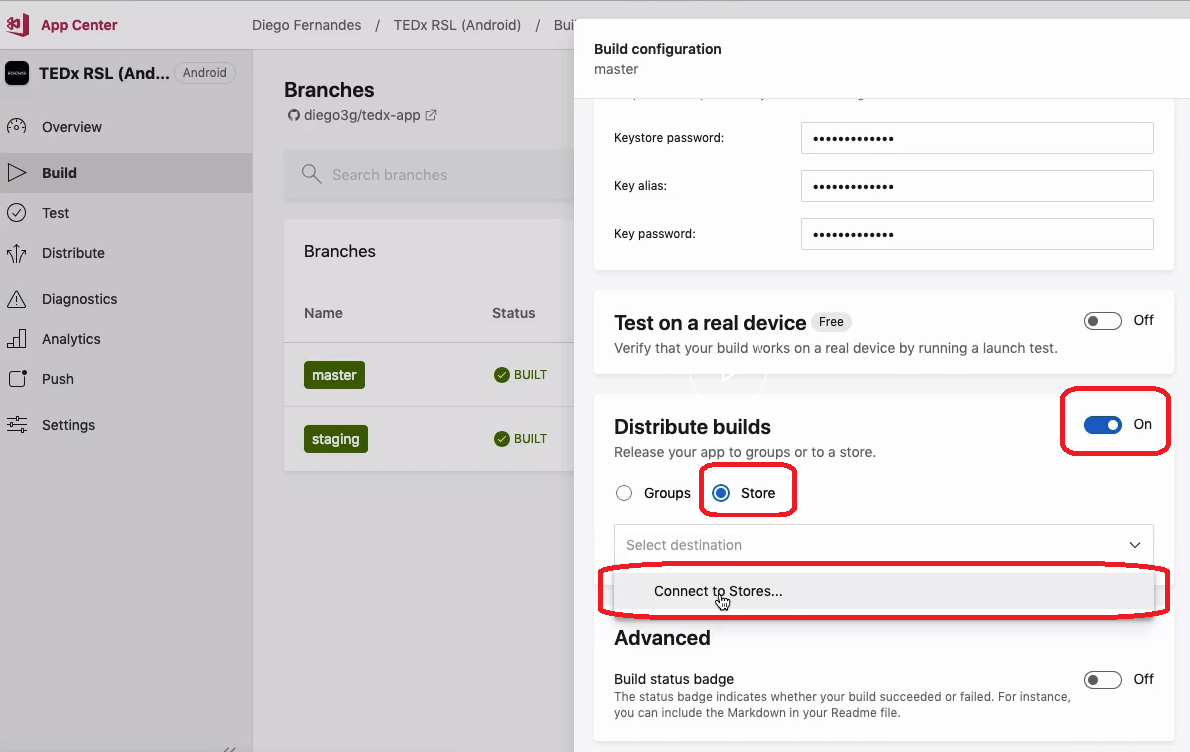 App Center
Diego Fernandes / TEDx RSL (Android) / Bui
TEDx RSL (And... Android
Overview
Build
Test
Distribute
Diagnostics
Analytics
Push
Settings
Branches
diego3g/tedx-app
Search branches
Branches
Name Status
master BUILT
staging BUILT
Build configuration
master
Keystore password: •••••••••••••
Key alias: •••••••••••••
Key password: •••••••••••••
Test on a real device Free Off
Verify that your build works on a real device by running a launch test.
Distribute builds On
Release your app to groups or to a store.
Groups Store
Select destination
Connect to Stores...
Advanced
Build status badge Off
The status badge indicates whether your build succeeded or failed. For instance,
you can include the Markdown in your Readme file.